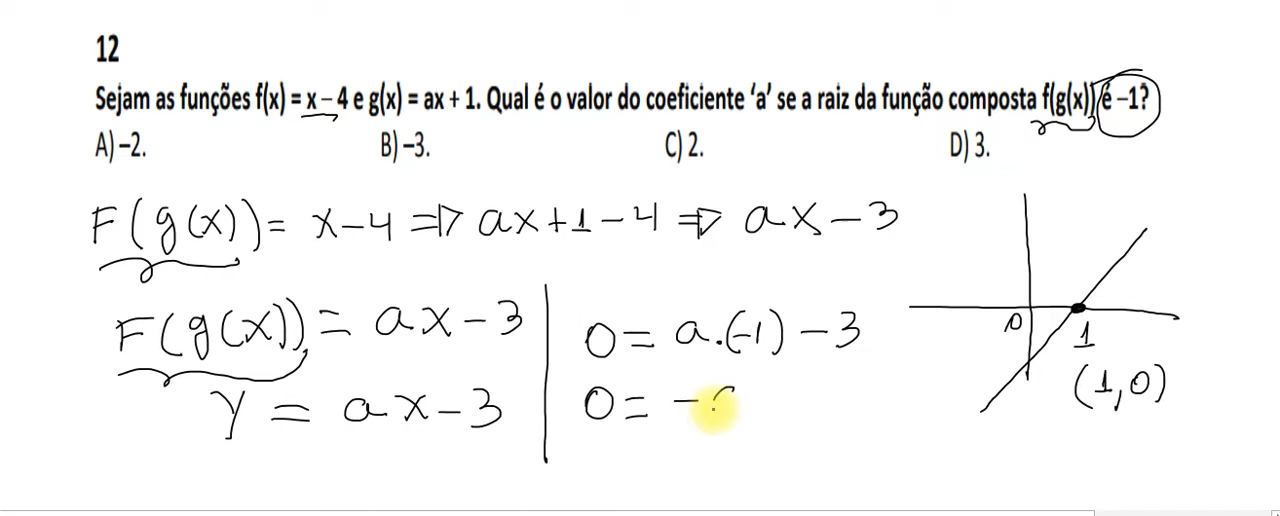 12
Sejam as funções f(x) = x – 4 e g(x) = ax + 1. Qual é o valor do coeficiente ‘a’ se a raiz da função composta f(g(x)) é –1?
A) –2. B) –3. C) 2. D) 3.
F(g(x)) = x-4 => ax+1-4 => ax-3
F(g(x)) = ax-3
Y = ax-3
0 = a.(-1) -3
0 = -
0
1
(1,0)